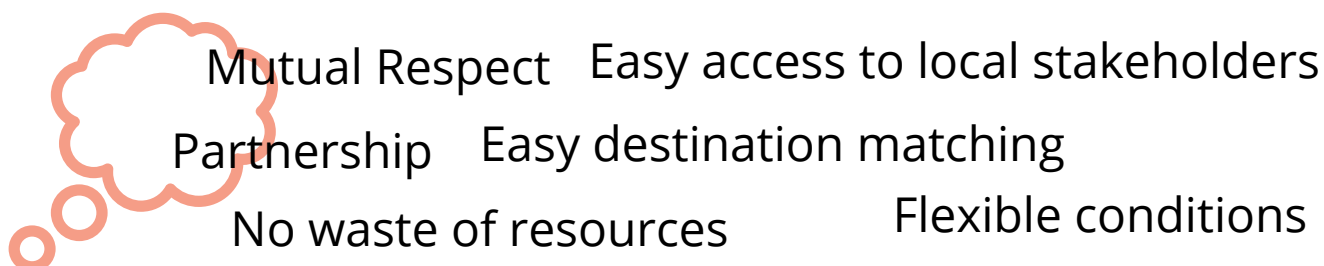 Mutual Respect
Easy access to local stakeholders
Partnership
Easy destination matching
No waste of resources
Flexible conditions